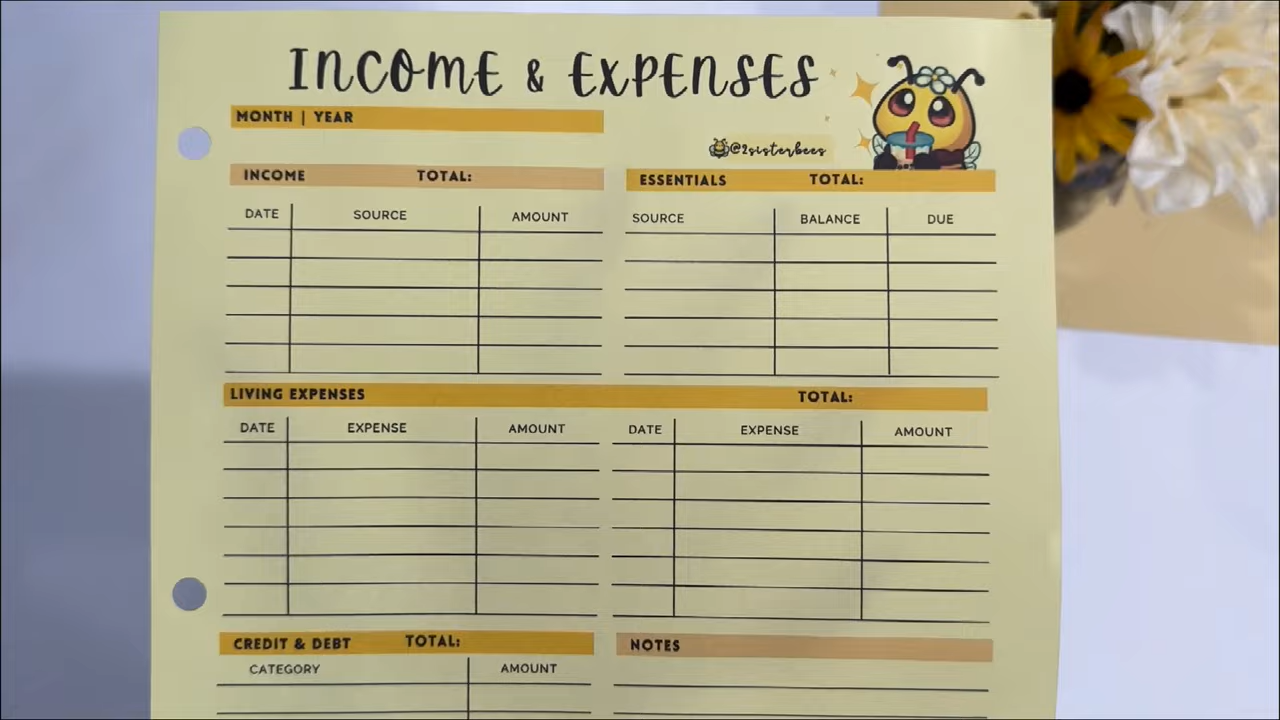 INCOME & EXPENSES
MONTH | YEAR
@2sisterbees
INCOME TOTAL:
DATE SOURCE AMOUNT
ESSENTIALS TOTAL:
SOURCE BALANCE DUE
LIVING EXPENSES TOTAL:
DATE EXPENSE AMOUNT DATE EXPENSE AMOUNT
CREDIT & DEBT TOTAL:
CATEGORY AMOUNT
NOTES